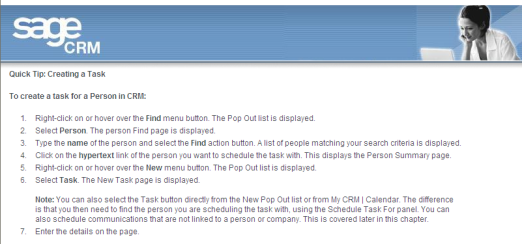 sage
CRM
Quick Tip: Creating a Task
To create a task for a Person in CRM:
1. Right-click on or hover over the Find menu button. The Pop Out list is displayed.
2. Select Person. The person Find page is displayed.
3. Type the name of the person and select the Find action button. A list of people matching your search criteria is displayed.
4. Click on the hypertext link of the person you want to schedule the task with. This displays the Person Summary page.
5. Right-click on or hover over the New menu button. The Pop Out list is displayed.
6. Select Task. The New Task page is displayed.
Note: You can also select the Task button directly from the New Pop Out list or from My CRM | Calendar. The difference
is that you then need to find the person you are scheduling the task with, using the Schedule Task For panel. You can
also schedule communications that are not linked to a person or company. This is covered later in this chapter.
7. Enter the details on the page.